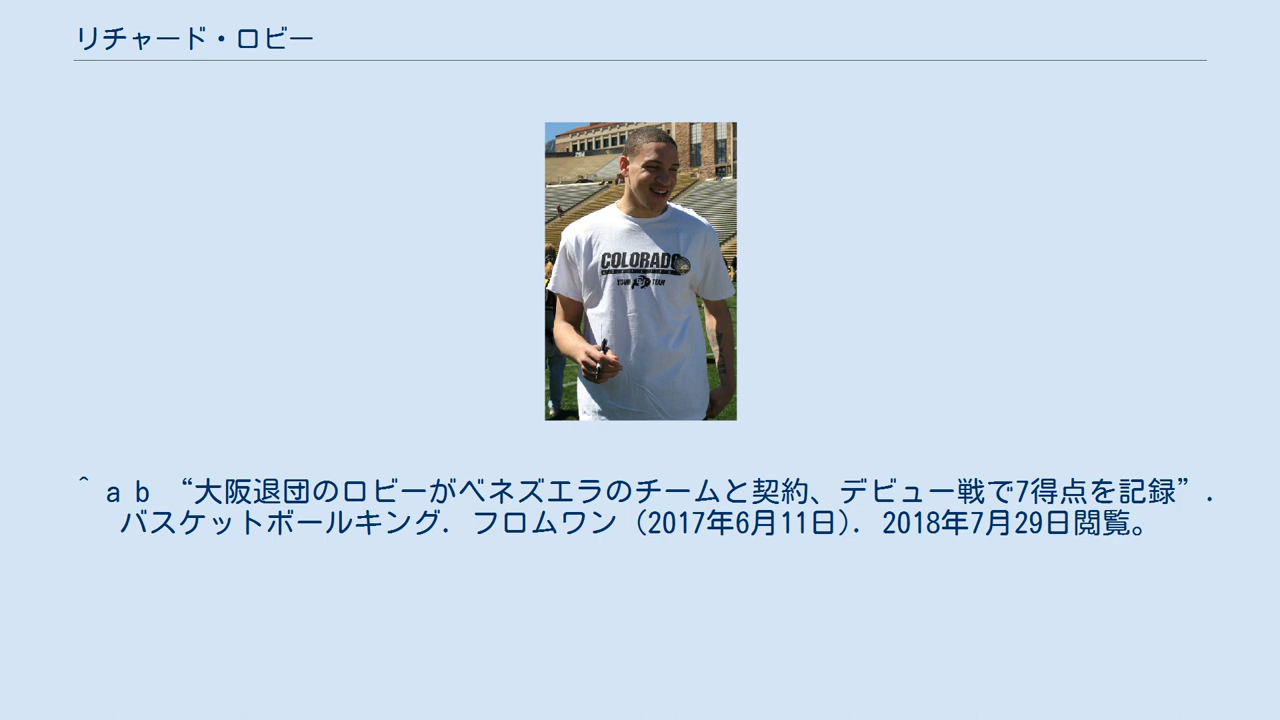 リチャード・ロビー
COLORADO
YOUR TEAM
^ a b “大阪退団のロビーがベネズエラのチームと契約、デビュー戦で7得点を記録”.
バスケットボールキング. フロムワン (2017年6月11日). 2018年7月29日閲覧。